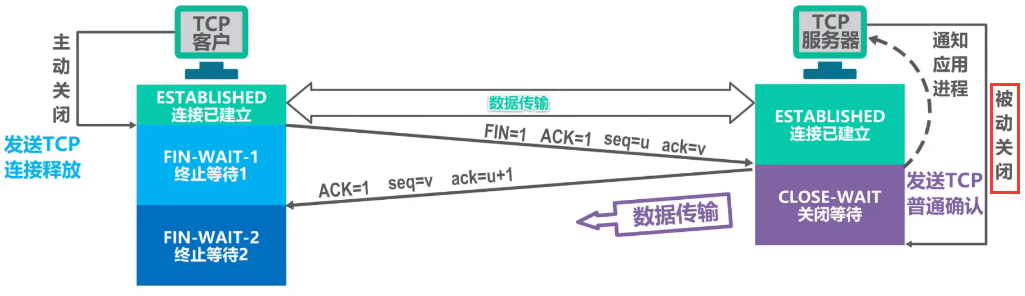 TCP
客户
TCP
服务器
主动关闭
通知
应用
进程
ESTABLISHED
连接已建立
数据传输
ESTABLISHED
连接已建立
被动关闭
发送TCP
连接释放
FIN=1 ACK=1 seq=u ack=v
FIN-WAIT-1
终止等待1
ACK=1 seq=v ack=u+1
CLOSE-WAIT
关闭等待
发送TCP
普通确认
数据传输
FIN-WAIT-2
终止等待2